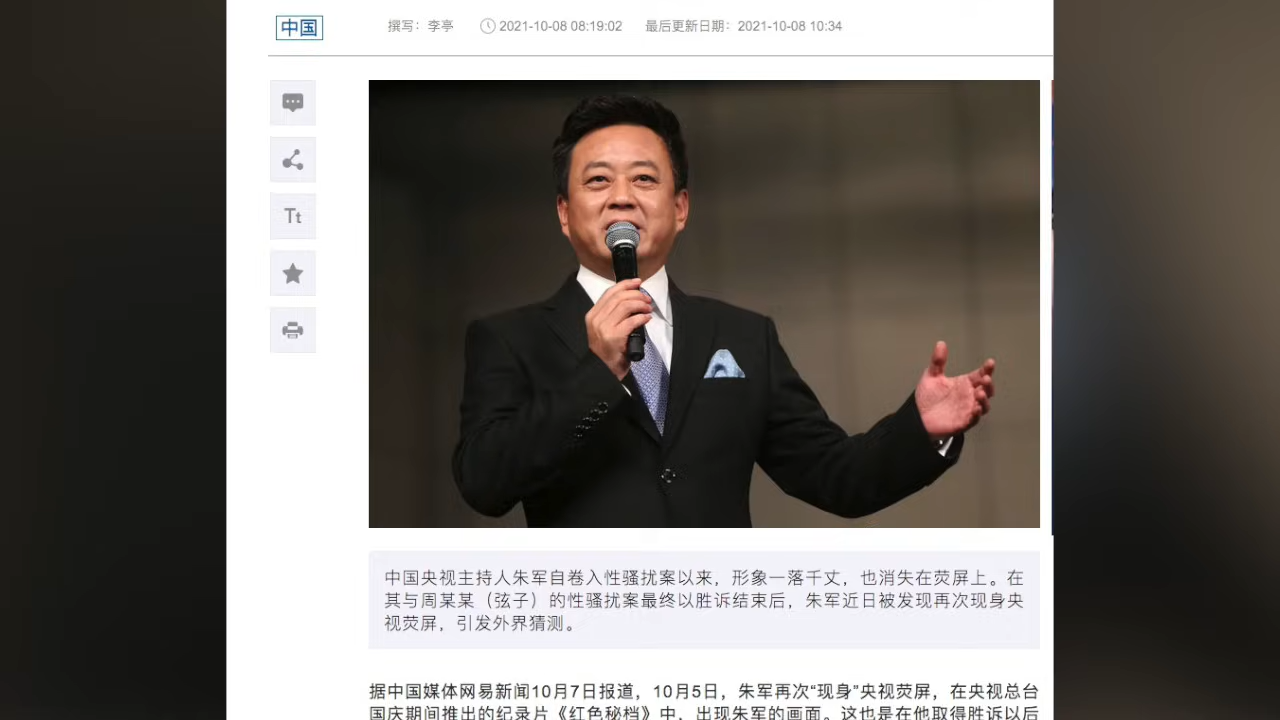 中国 撰写：李亭 2021-10-08 08:19:02 最后更新日期：2021-10-08 10:34
Tt
中国央视主持人朱军自卷入性骚扰案以来，形象一落千丈，也消失在荧屏上。在
其与周某某（弦子）的性骚扰案最终以胜诉结束后，朱军近日被发现再次现身央
视荧屏，引发外界猜测。
据中国媒体网易新闻10月7日报道，10月5日，朱军再次“现身”央视荧屏，在央视总台
国庆期间推出的纪录片《红色秘档》中，出现朱军的画面。这也是在他取得胜诉以后